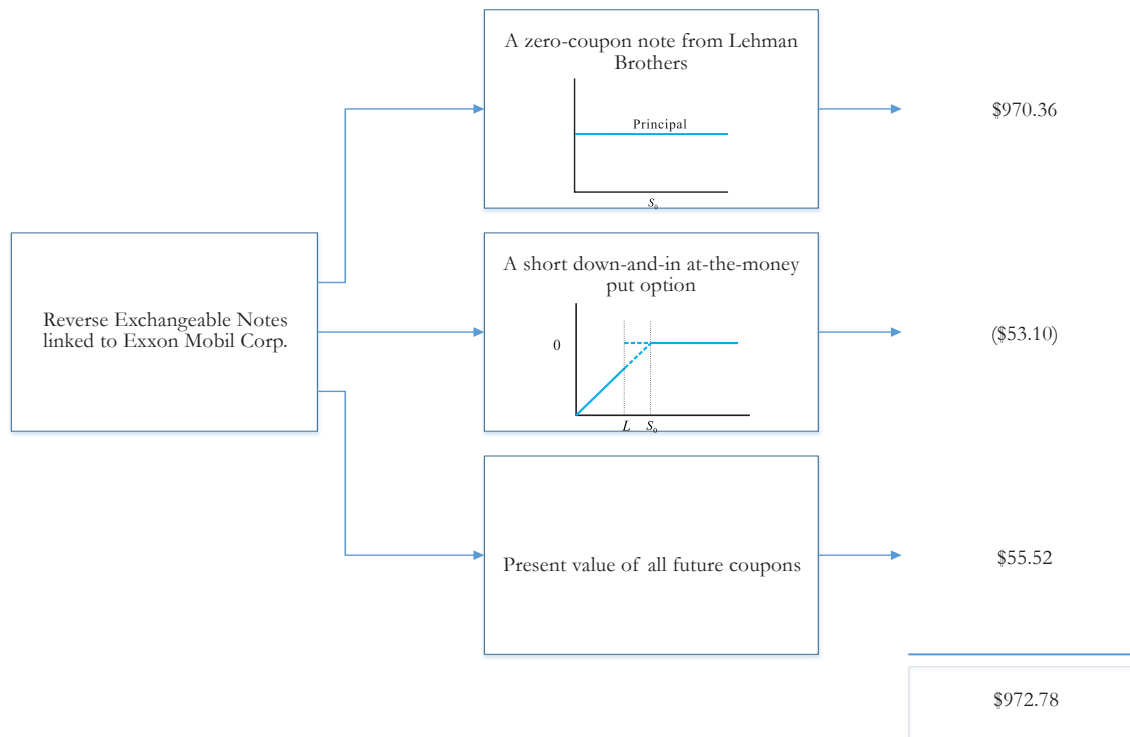 A zero-coupon note from Lehman
Brothers
Principal
S₀
$970.36
Reverse Exchangeable Notes
linked to Exxon Mobil Corp.
A short down-and-in at-the-money
put option
0
L S₀
($53.10)
Present value of all future coupons
$55.52
$972.78